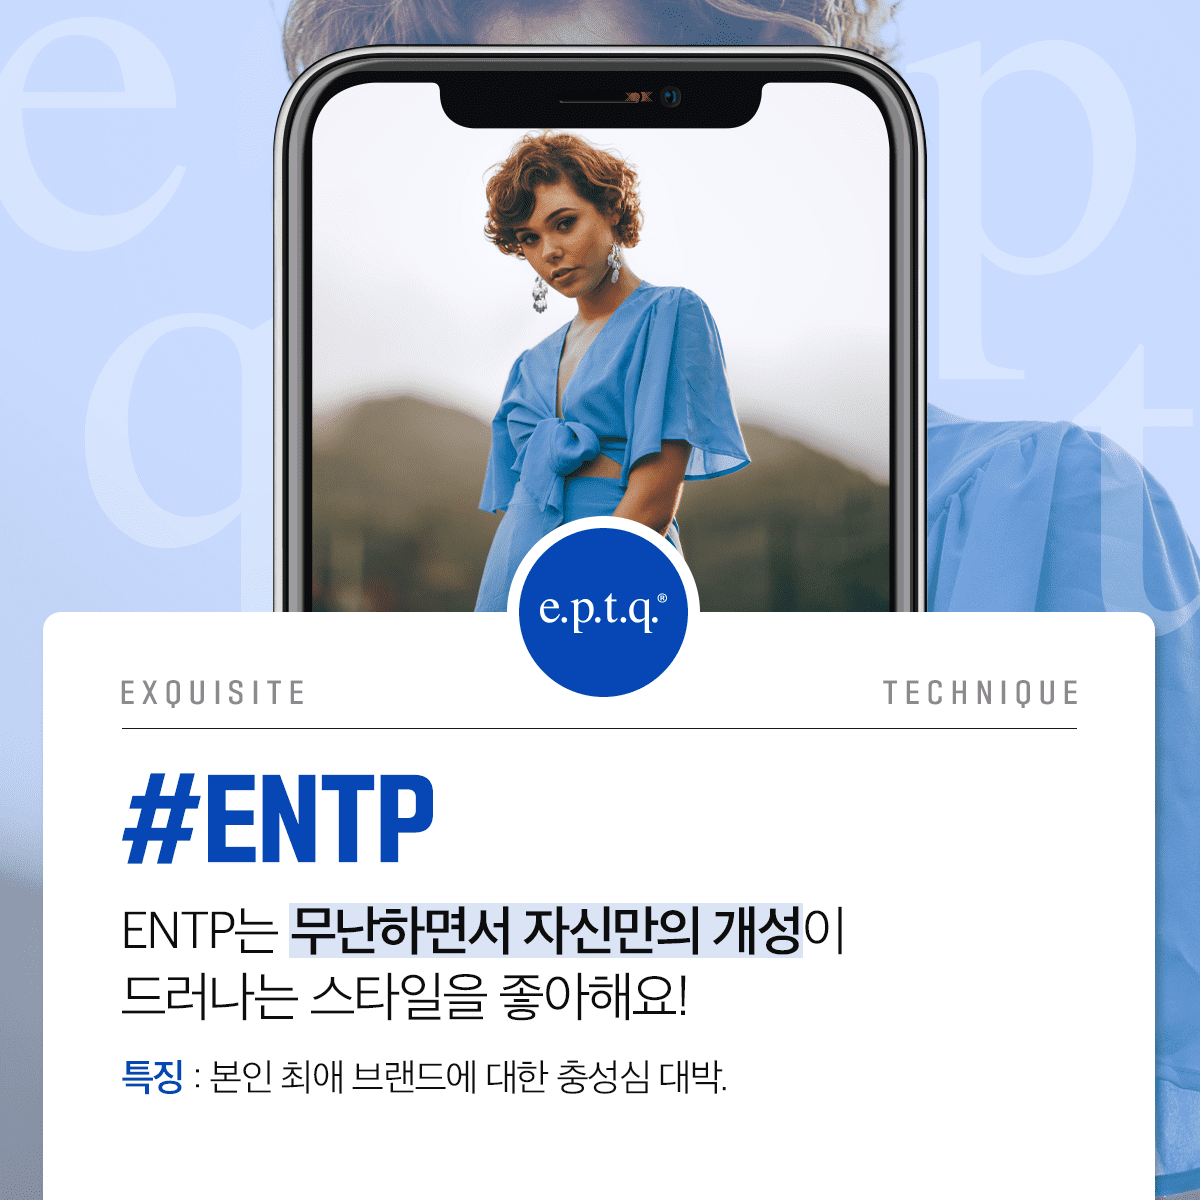 e p
q t
e.p.t.q.®
EXQUISITE TECHNIQUE
#ENTP
ENTP는 무난하면서 자신만의 개성이
드러나는 스타일을 좋아해요!
특징 : 본인 최애 브랜드에 대한 충성심 대박.